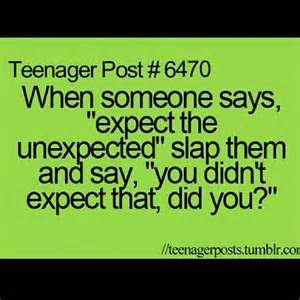 Teenager Post # 6470
When someone says,
"expect the
unexpected" slap them
and say, "you didn't
expect that, did you?"
//teenagerposts.tumblr.com